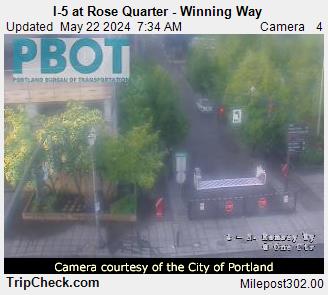 I-5 at Rose Quarter - Winning Way
Updated May 22 2024 7:34 AM Camera 4
PBOT
PORTLAND BUREAU OF TRANSPORTATION
Camera courtesy of the City of Portland
TripCheck.com Milepost302.00